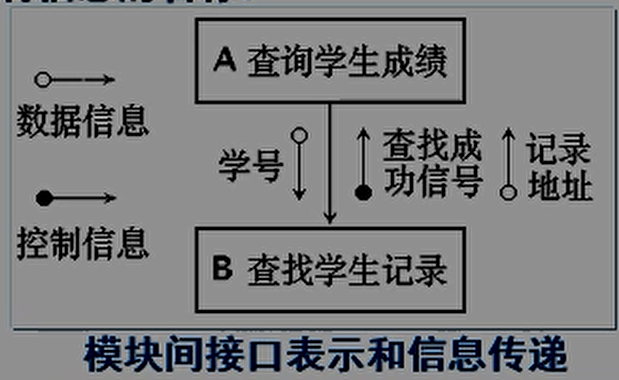 A 查询学生成绩
数据信息
学号
查找成
功信号
记录
地址
控制信息
B 查找学生记录
模块间接口表示和信息传递